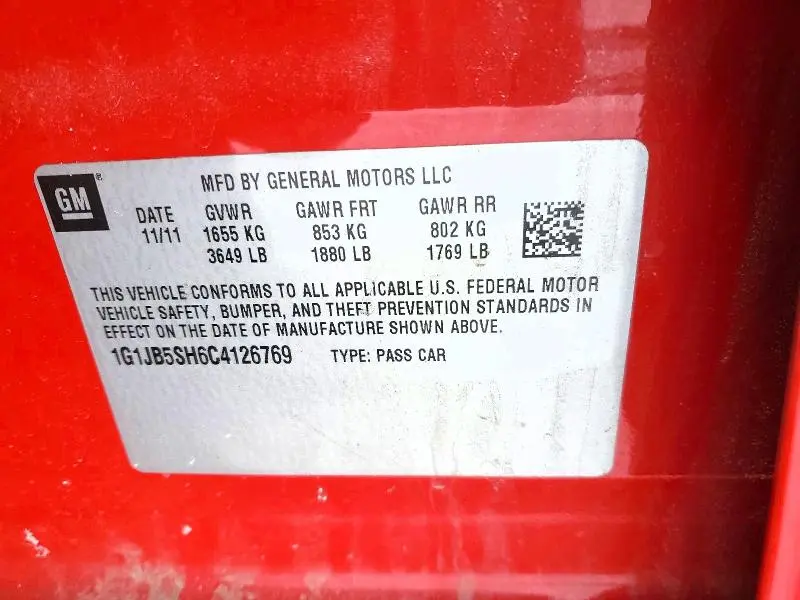 GM
MFD BY GENERAL MOTORS LLC
DATE GVWR GAWR FRT GAWR RR
11/11 1655 KG 853 KG 802 KG
3649 LB 1880 LB 1769 LB
THIS VEHICLE CONFORMS TO ALL APPLICABLE U.S. FEDERAL MOTOR
VEHICLE SAFETY, BUMPER, AND THEFT PREVENTION STANDARDS IN
EFFECT ON THE DATE OF MANUFACTURE SHOWN ABOVE.
1G1JB5SH6C4126769 TYPE: PASS CAR